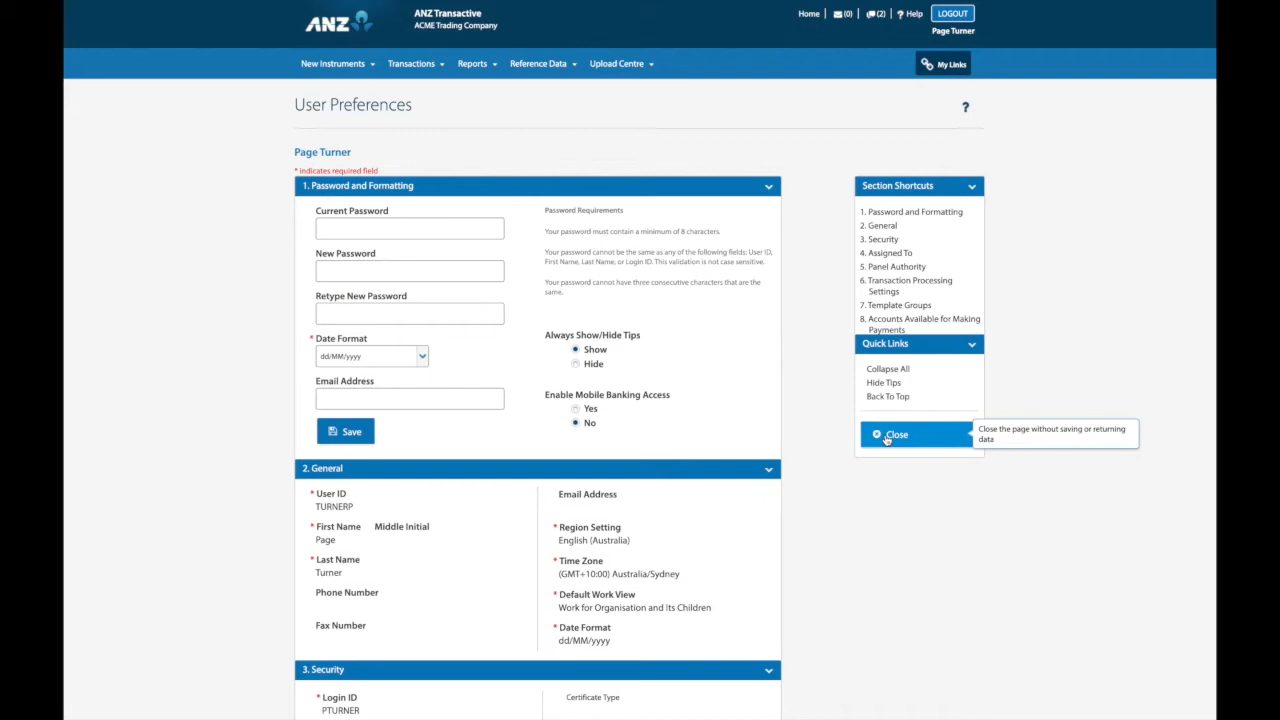 ANZ
ANZ Transactive
ACME Trading Company
Home
(0)
(2)
? Help
LOGOUT
Page Turner
New Instruments
Transactions
Reports
Reference Data
Upload Centre
My Links
User Preferences
?
Page Turner
* indicates required field
1. Password and Formatting
Current Password
New Password
Retype New Password
* Date Format
dd/MM/yyyy
Email Address
Save
Password Requirements
Your password must contain a minimum of 8 characters.
Your password cannot be the same as any of the following fields: User ID,
First Name, Last Name, or Login ID. This validation is not case sensitive.
Your password cannot have three consecutive characters that are the
same.
Always Show/Hide Tips
Show
Hide
Enable Mobile Banking Access
Yes
No
2. General
* User ID
TURNERP
* First Name Middle Initial
Page
* Last Name
Turner
Phone Number
Fax Number
Email Address
* Region Setting
English (Australia)
* Time Zone
(GMT+10:00) Australia/Sydney
* Default Work View
Work for Organisation and Its Children
* Date Format
dd/MM/yyyy
3. Security
* Login ID
PTURNER
Certificate Type
Section Shortcuts
1. Password and Formatting
2. General
3. Security
4. Assigned To
5. Panel Authority
6. Transaction Processing
Settings
7. Template Groups
8. Accounts Available for Making
Payments
Quick Links
Collapse All
Hide Tips
Back To Top
Close
Close the page without saving or returning
data